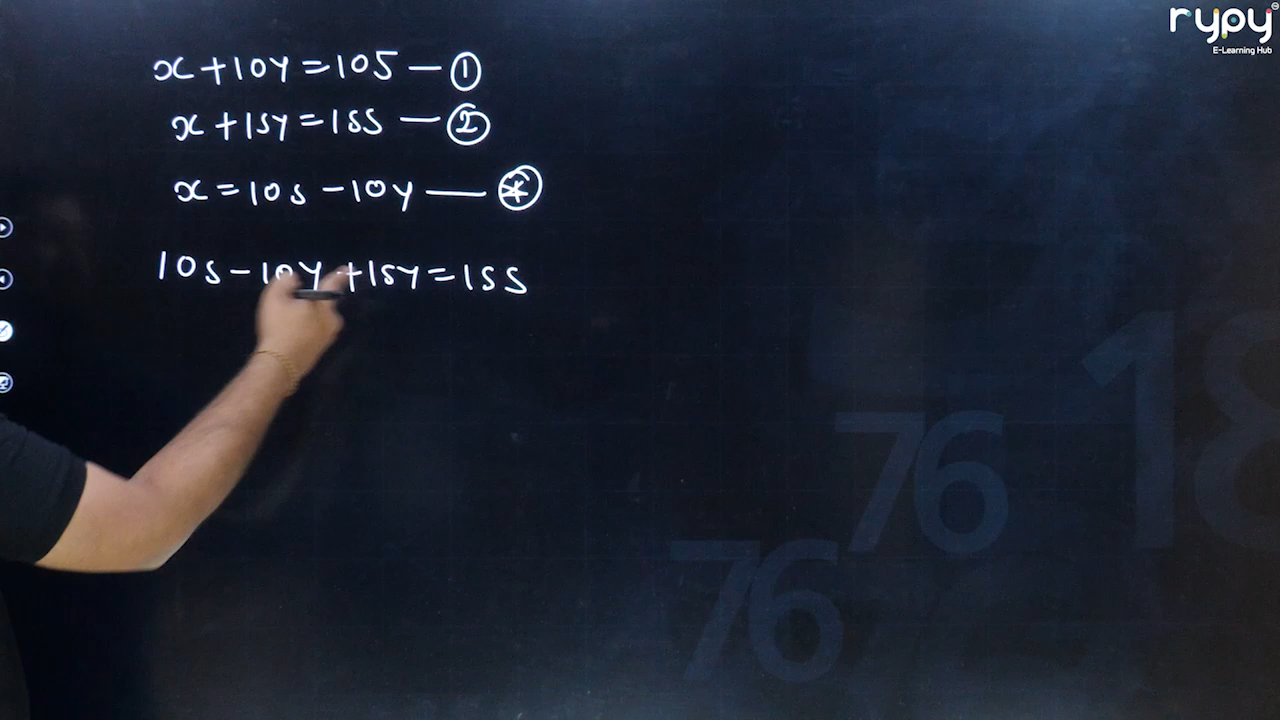 rypy
E-Learning Hub
x + 10y = 105 — ①
x + 15y = 155 — ②
x = 105 - 10y — ⊛
105 - 10y + 15y = 155
18
76
76